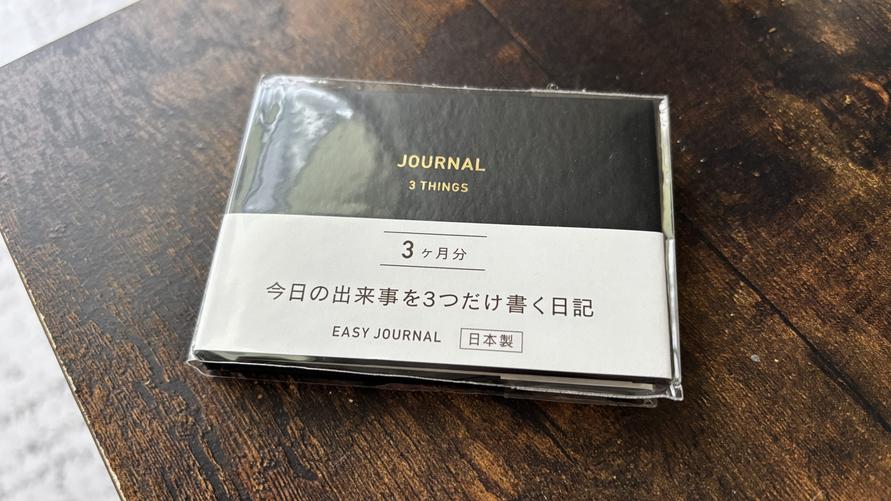 JOURNAL
3 THINGS
3ヶ月分
今日の出来事を3つだけ書く日記
EASY JOURNAL 日本製